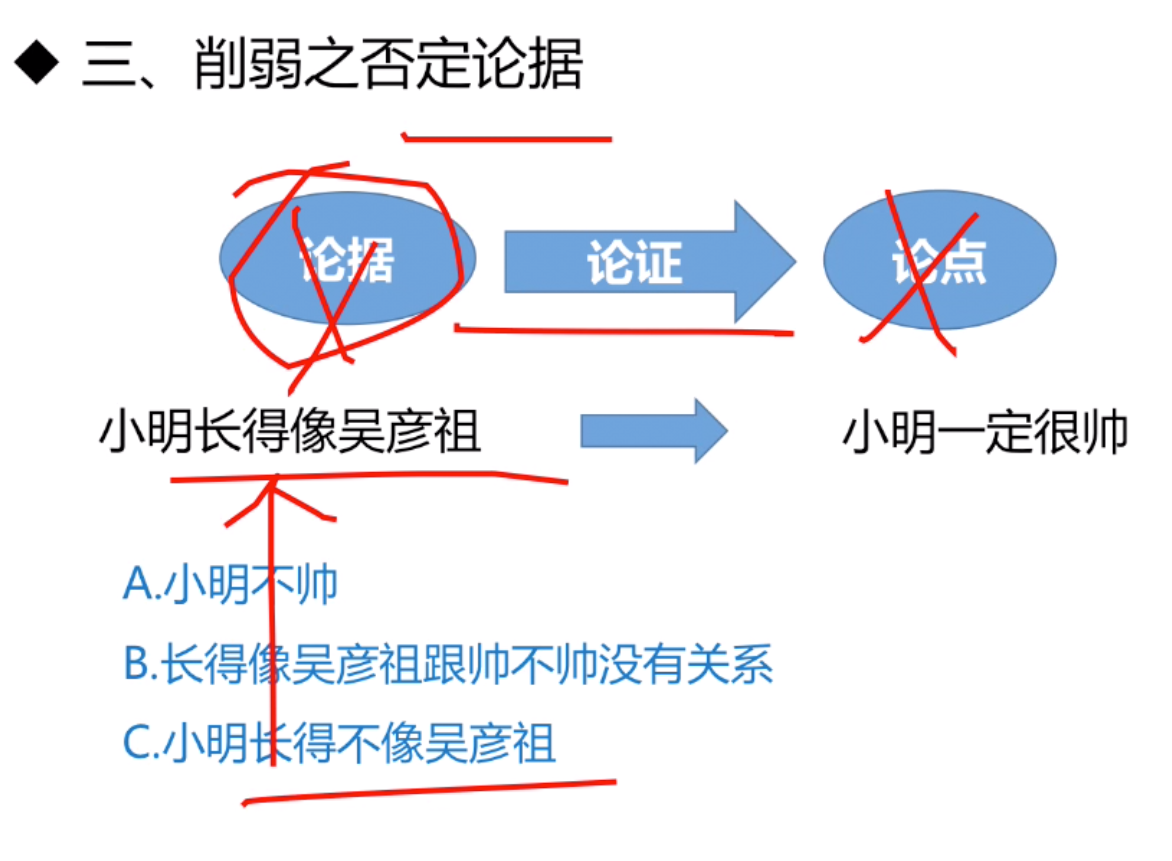 ◆ 三、削弱之否定论据
论据 论证 论点
小明长得像吴彦祖 小明一定很帅
A.小明不帅
B.长得像吴彦祖跟帅不帅没有关系
C.小明长得不像吴彦祖